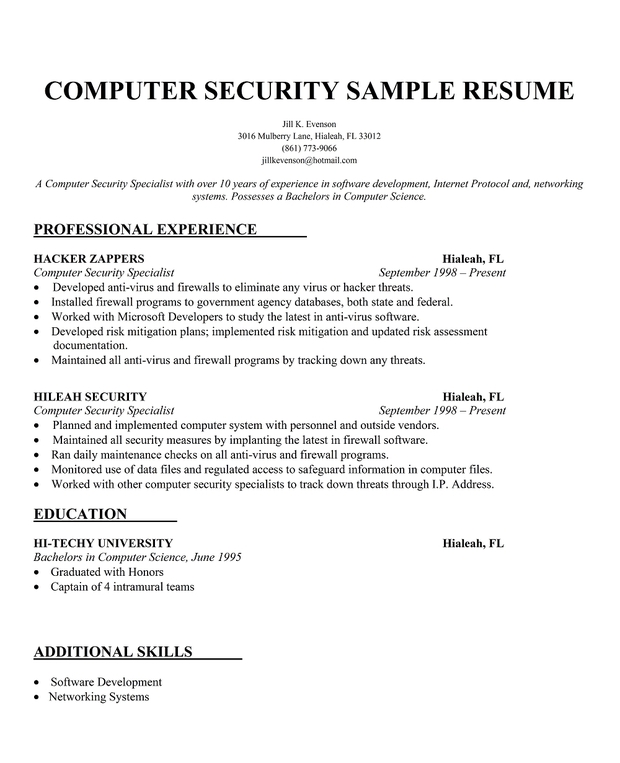 COMPUTER SECURITY SAMPLE RESUME
Jill K. Evenson
3016 Mulberry Lane, Hialeah, FL 33012
(861) 773-9066
jillkevenson@hotmail.com
A Computer Security Specialist with over 10 years of experience in software development, Internet Protocol and, networking
systems. Possesses a Bachelors in Computer Science.
PROFESSIONAL EXPERIENCE
HACKER ZAPPERS Hialeah, FL
Computer Security Specialist September 1998 – Present
• Developed anti-virus and firewalls to eliminate any virus or hacker threats.
• Installed firewall programs to government agency databases, both state and federal.
• Worked with Microsoft Developers to study the latest in anti-virus software.
• Developed risk mitigation plans; implemented risk mitigation and updated risk assessment
documentation.
• Maintained all anti-virus and firewall programs by tracking down any threats.
HILEAH SECURITY Hialeah, FL
Computer Security Specialist September 1998 – Present
• Planned and implemented computer system with personnel and outside vendors.
• Maintained all security measures by implanting the latest in firewall software.
• Ran daily maintenance checks on all anti-virus and firewall programs.
• Monitored use of data files and regulated access to safeguard information in computer files.
• Worked with other computer security specialists to track down threats through I.P. Address.
EDUCATION
HI-TECHY UNIVERSITY Hialeah, FL
Bachelors in Computer Science, June 1995
• Graduated with Honors
• Captain of 4 intramural teams
ADDITIONAL SKILLS
• Software Development
• Networking Systems